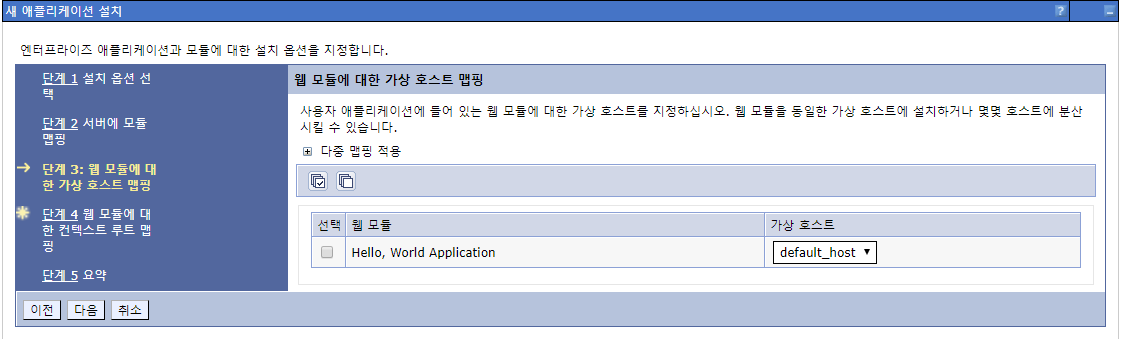 새 애플리케이션 설치
?
엔터프라이즈 애플리케이션과 모듈에 대한 설치 옵션을 지정합니다.
단계 1 설치 옵션 선
택
단계 2 서버에 모듈
맵핑
단계 3: 웹 모듈에 대
한 가상 호스트 맵핑
단계 4 웹 모듈에 대
한 컨텍스트 루트 맵
핑
단계 5 요약
웹 모듈에 대한 가상 호스트 맵핑
사용자 애플리케이션에 들어 있는 웹 모듈에 대한 가상 호스트를 지정하십시오. 웹 모듈을 동일한 가상 호스트에 설치하거나 몇몇 호스트에 분산
시킬 수 있습니다.
다중 맵핑 적용
선택 웹 모듈 가상 호스트
Hello, World Application default_host
이전 다음 취소